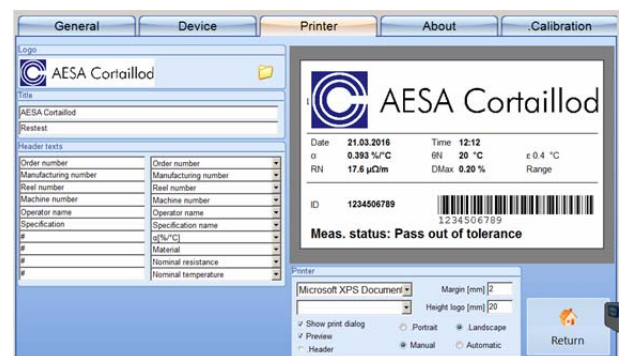 General Device Printer About .Calibration
Logo
AESA Cortaillod
Title
AESA Cortaillod
Restest
Header texts
Order number Order number
Manufacturing number Manufacturing number
Reel number Reel number
Machine number Machine number
Operator name Operator name
Specification Specification name
# α[%/°C]
# Material
# Nominal resistance
# Nominal temperature
AESA Cortaillod
Date 21.03.2016 Time 12:12
α 0.393 %/°C θN 20 °C ε 0.4 °C
RN 17.6 µΩ/m DMax 0.20 % Range
ID 1234506789
1234506789
Meas. status: Pass out of tolerance
Printer
Microsoft XPS Document Margin [mm] 2
Height logo [mm] 20
Show print dialog Portrait Landscape
Preview
Header Manual Automatic
Return